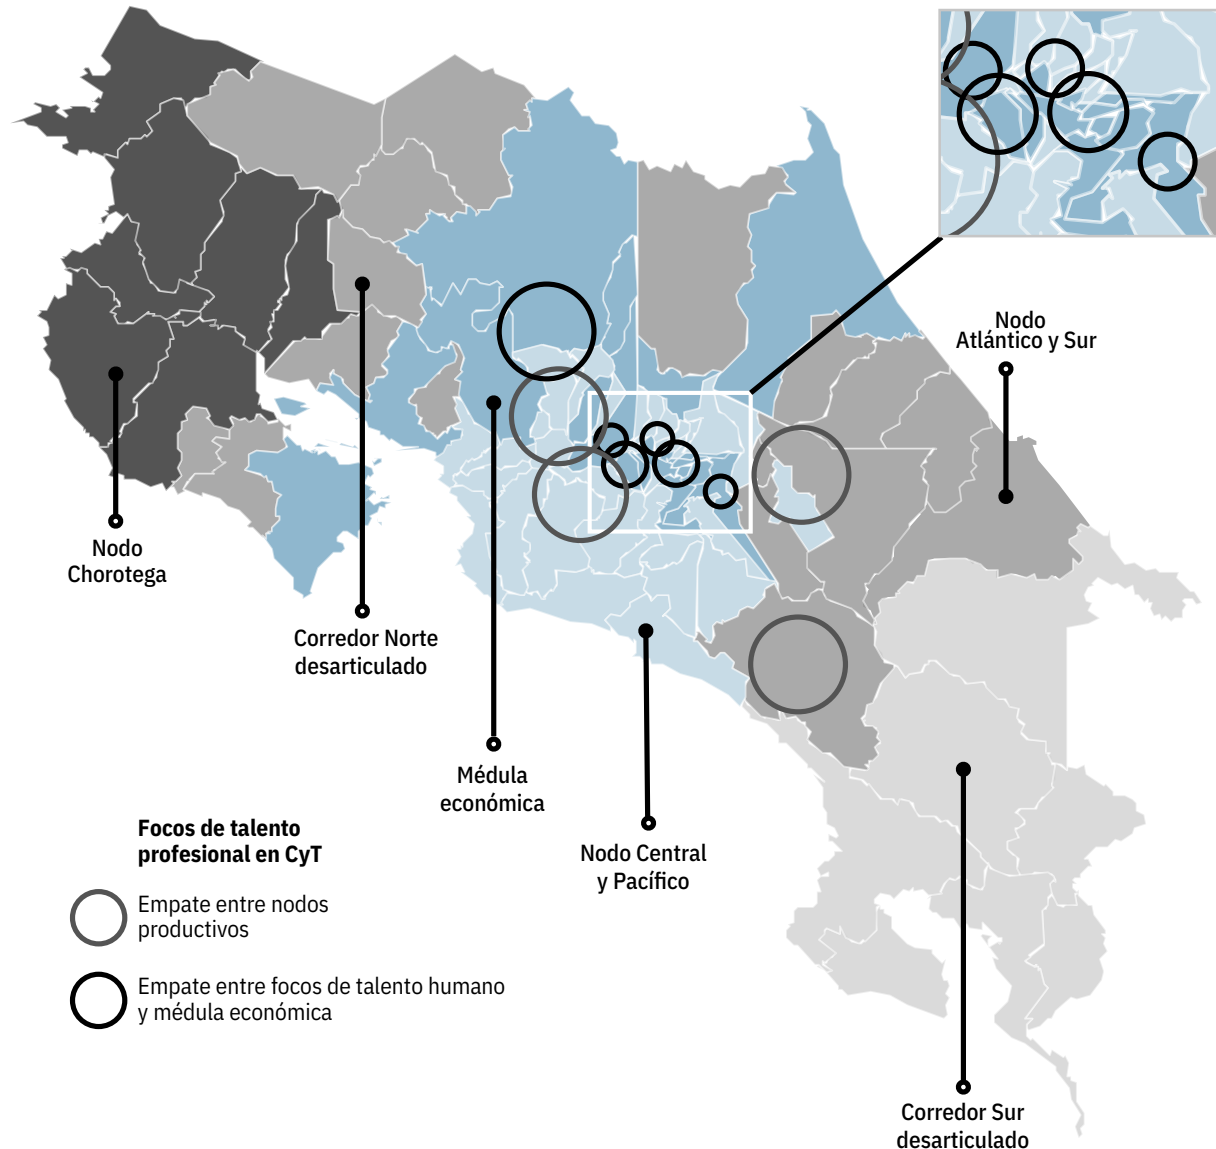 Nodo
Atlántico y Sur
Nodo
Chorotega
Corredor Norte
desarticulado
Médula
económica
Nodo Central
y Pacífico
Focos de talento
profesional en CyT
Empate entre nodos
productivos
Empate entre focos de talento humano
y médula económica
Corredor Sur
desarticulado